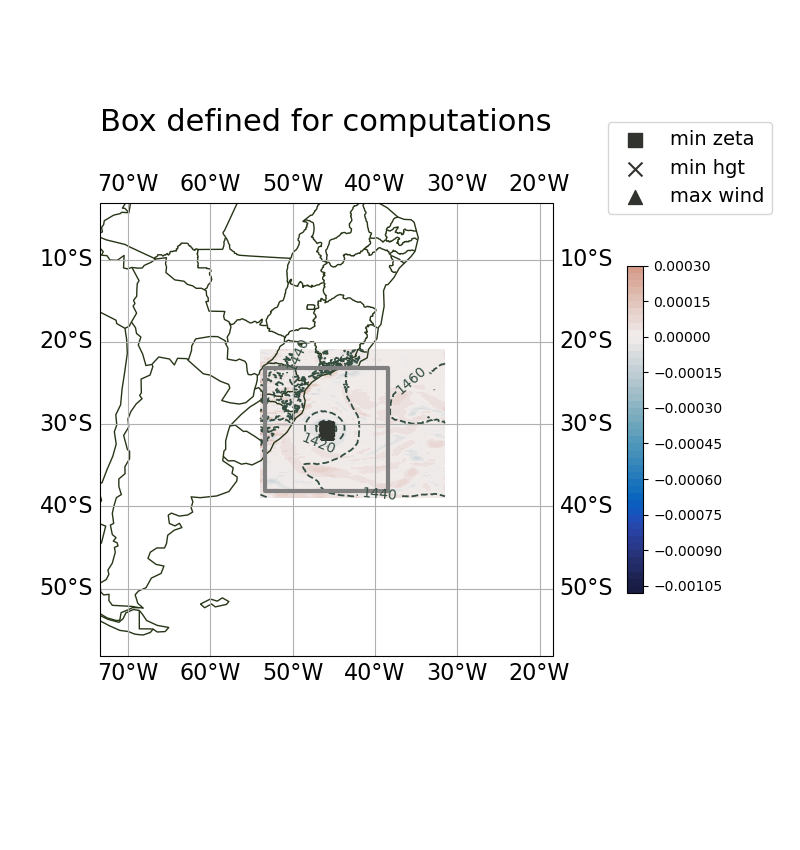 Box defined for computations
min zeta
min hgt
max wind
70°W 60°W 50°W 40°W 30°W 20°W
10°S 10°S
20°S 20°S
30°S 30°S
40°S 40°S
50°S 50°S
1440
1460
1420
1440
70°W 60°W 50°W 40°W 30°W 20°W
0.00030
0.00015
0.00000
−0.00015
−0.00030
−0.00045
−0.00060
−0.00075
−0.00090
−0.00105